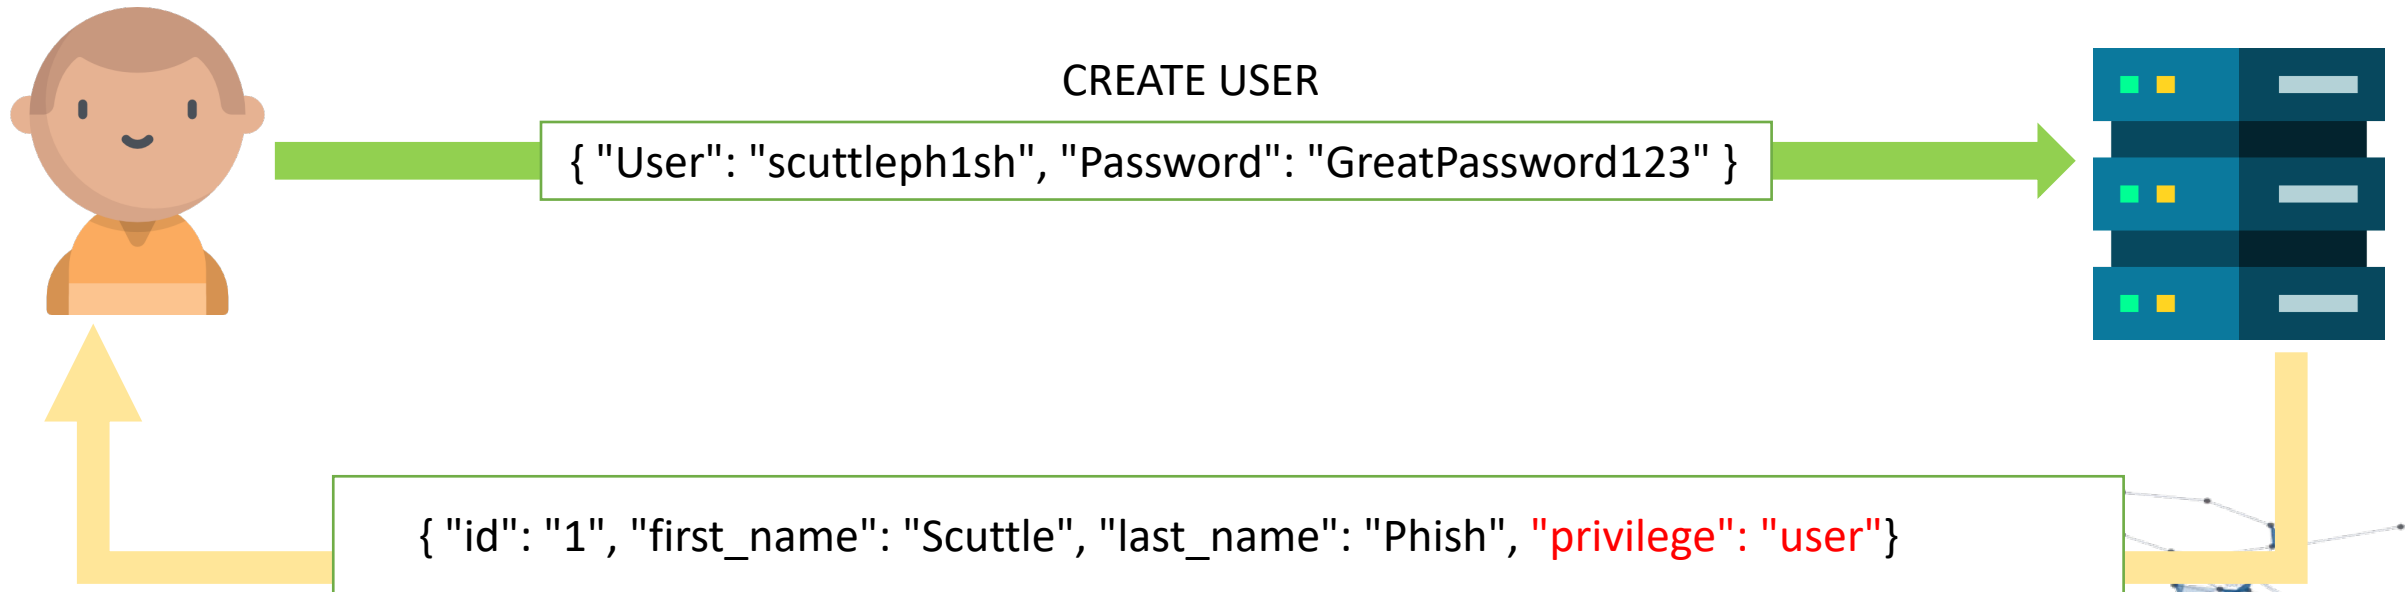 CREATE USER
{ "User": "scuttleph1sh", "Password": "GreatPassword123" }
{ "id": "1", "first_name": "Scuttle", "last_name": "Phish", "privilege": "user"}